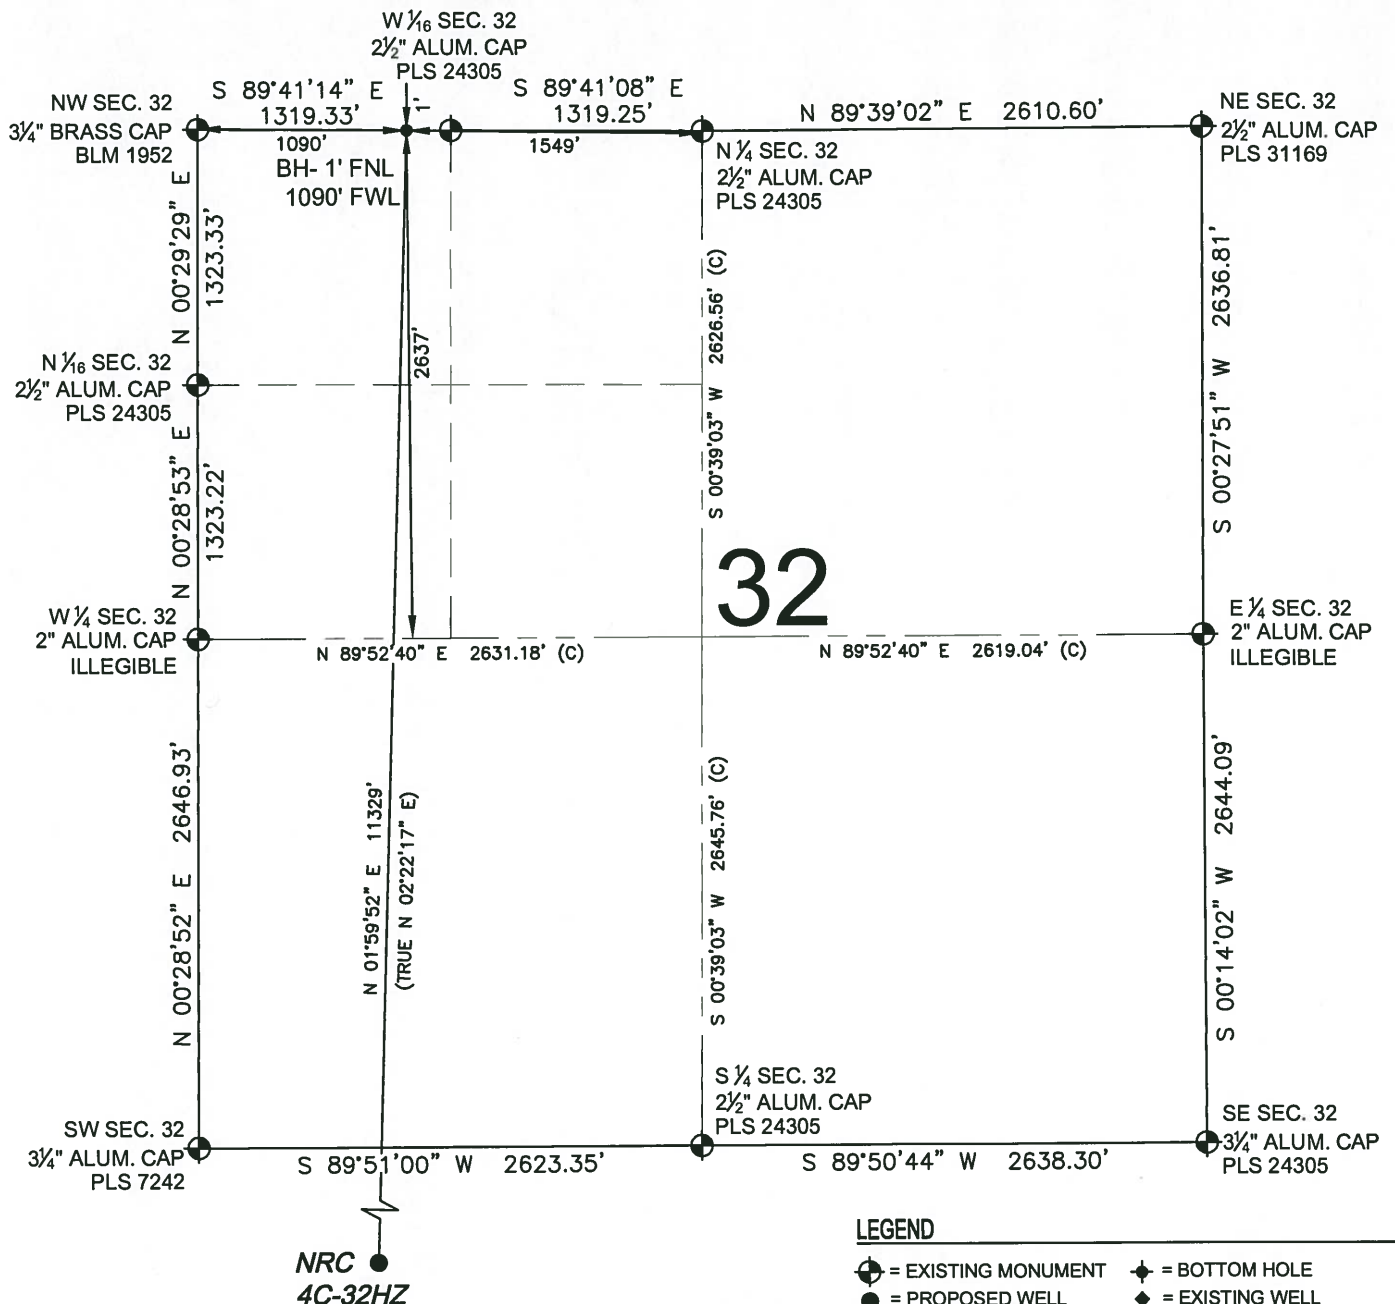 W 1/16 SEC. 32
2½" ALUM. CAP
PLS 24305
S 89°41'14" E
1319.33'
1'
S 89°41'08" E
1319.25'
N 89°39'02" E 2610.60'
NW SEC. 32
3¼" BRASS CAP
BLM 1952
NE SEC. 32
2½" ALUM. CAP
PLS 31169
1090'
BH- 1' FNL
1090' FWL
1549'
N ¼ SEC. 32
2½" ALUM. CAP
PLS 24305
N 00°29'29" E
1323.33'
2637'
S 00°39'03" W 2626.56' (C)
S 00°27'51" W 2636.81'
N 1/16 SEC. 32
2½" ALUM. CAP
PLS 24305
N 00°28'53" E
1323.22'
32
W ¼ SEC. 32
2" ALUM. CAP
ILLEGIBLE
N 89°52'40" E 2631.18' (C)
N 89°52'40" E 2619.04' (C)
E ¼ SEC. 32
2" ALUM. CAP
ILLEGIBLE
N 00°28'52" E 2646.93'
N 01°59'52" E 11329'
(TRUE N 02°22'17" E)
S 00°39'03" W 2645.76' (C)
S 00°14'02" W 2644.09'
SW SEC. 32
3¼" ALUM. CAP
PLS 7242
S 89°51'00" W 2623.35'
S ¼ SEC. 32
2½" ALUM. CAP
PLS 24305
S 89°50'44" W 2638.30'
SE SEC. 32
3¼" ALUM. CAP
PLS 24305
NRC
4C-32HZ
LEGEND
= EXISTING MONUMENT = BOTTOM HOLE
= PROPOSED WELL = EXISTING WELL